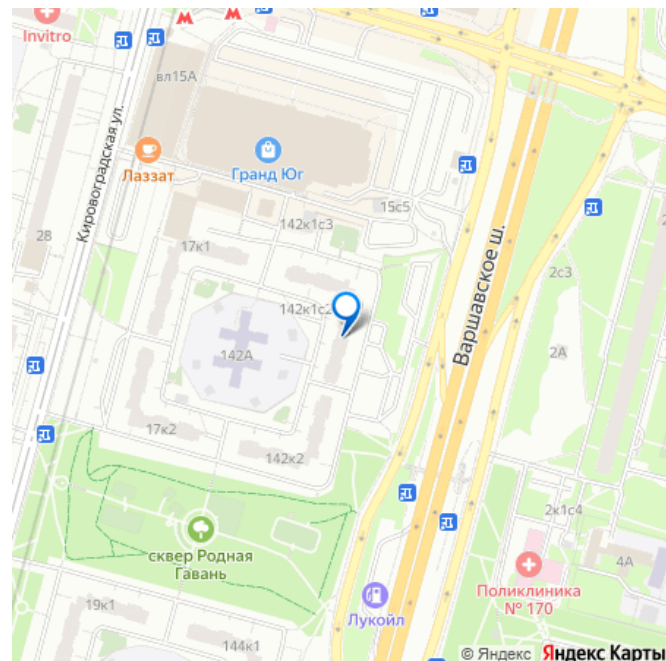 Invitro
вл15А
Кировоградская ул.
Лаззат
Гранд Юг
15с5
28
17к1
142к1с3
142к1с2
142А
Варшавское ш.
2с3
2А
17к2
142к2
2к1с4
сквер Родная
Гавань
Поликлиника
№ 170
4А
19к1
Лукойл
144к1
© Яндекс Яндекс Карты